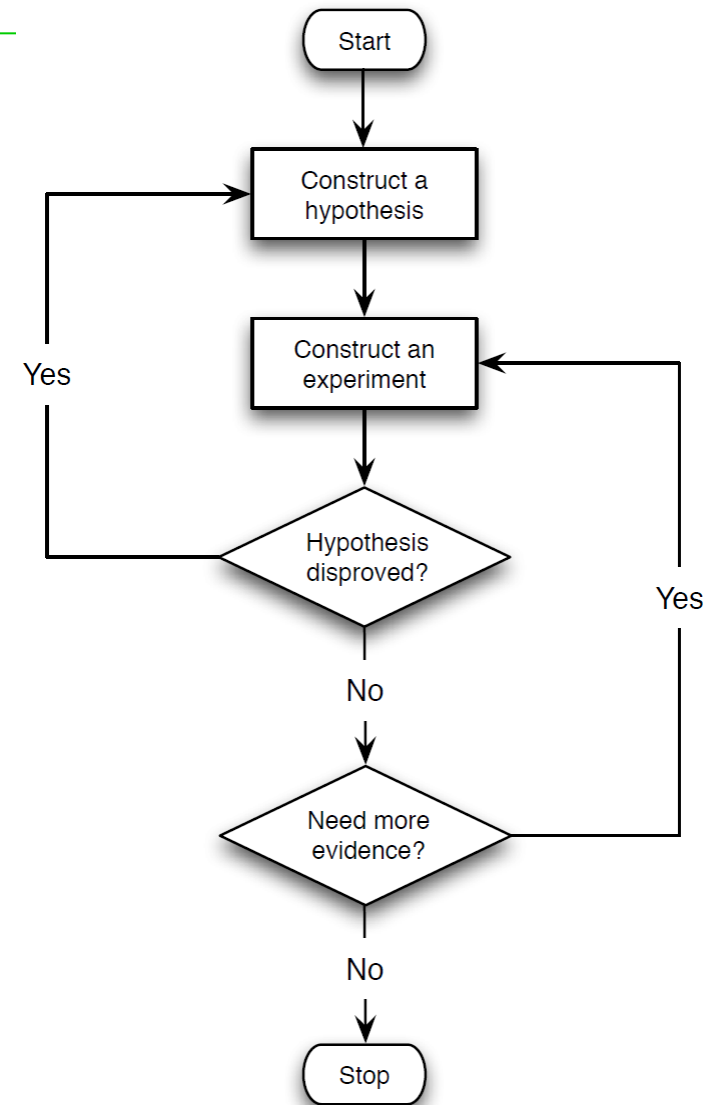 Start
Construct a
hypothesis
Construct an
experiment
Yes
Hypothesis
disproved?
Yes
No
Need more
evidence?
No
Stop